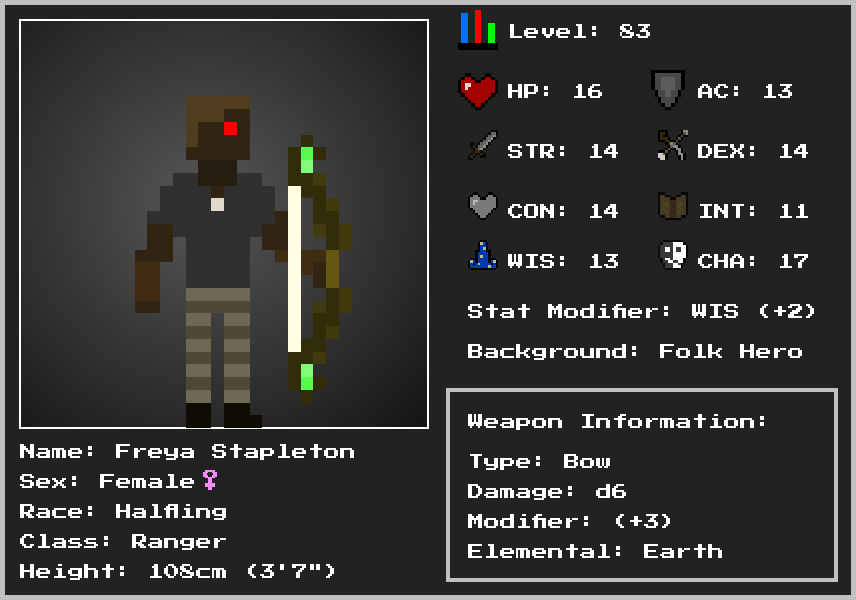 Level: 83
HP: 16
AC: 13
STR: 14
DEX: 14
CON: 14
INT: 11
WIS: 13
CHA: 17
Stat Modifier: WIS (+2)
Background: Folk Hero
Name: Freya Stapleton
Sex: Female♀
Race: Halfling
Class: Ranger
Height: 108cm (3'7")
Weapon Information:
Type: Bow
Damage: d6
Modifier: (+3)
Elemental: Earth